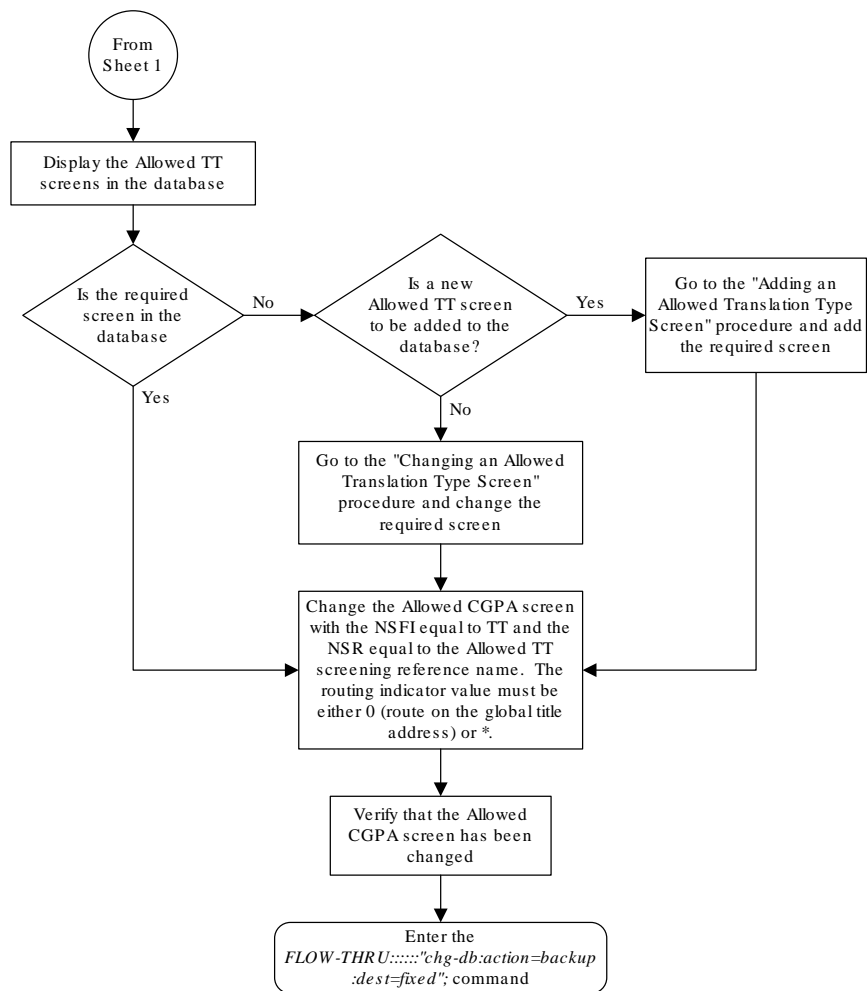 From
Sheet 1
Display the Allowed TT
screens in the database
Is the required
screen in the
database
No
Yes
Is a new
Allowed TT screen
to be added to the
database?
Yes
No
Go to the "Adding an
Allowed Translation Type
Screen" procedure and add
the required screen
Go to the "Changing an Allowed
Translation Type Screen"
procedure and change the
required screen
Change the Allowed CGPA screen
with the NSFI equal to TT and the
NSR equal to the Allowed TT
screening reference name. The
routing indicator value must be
either 0 (route on the global title
address) or *.
Verify that the Allowed
CGPA screen has been
changed
Enter the
FLOW-THRU::::::"chg-db:action=backup
:dest=fixed"; command